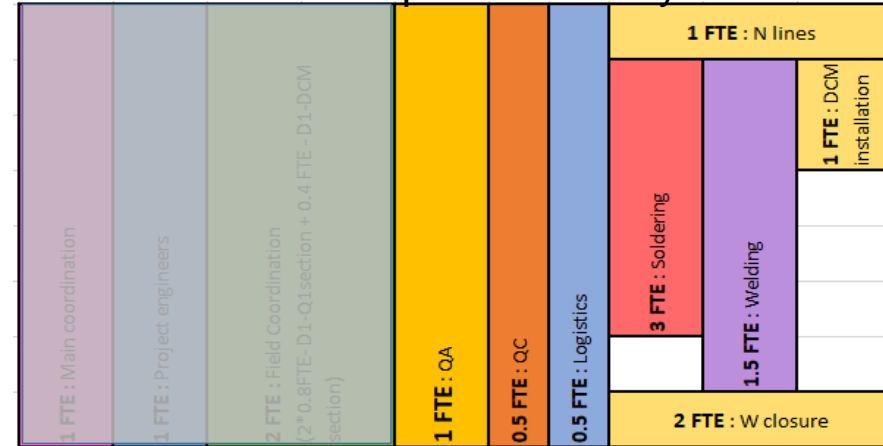 1 FTE : Main coordination
1 FTE : Project engineers
2 FTE : Field Coordination
(2*0.8FTE- D1-Q1section + 0.4 FTE - D1-DCM
section)
1 FTE : QA
0.5 FTE : QC
0.5 FTE : Logistics
1 FTE : N lines
3 FTE : Soldering
1.5 FTE : Welding
1 FTE : DCM
installation
2 FTE : W closure